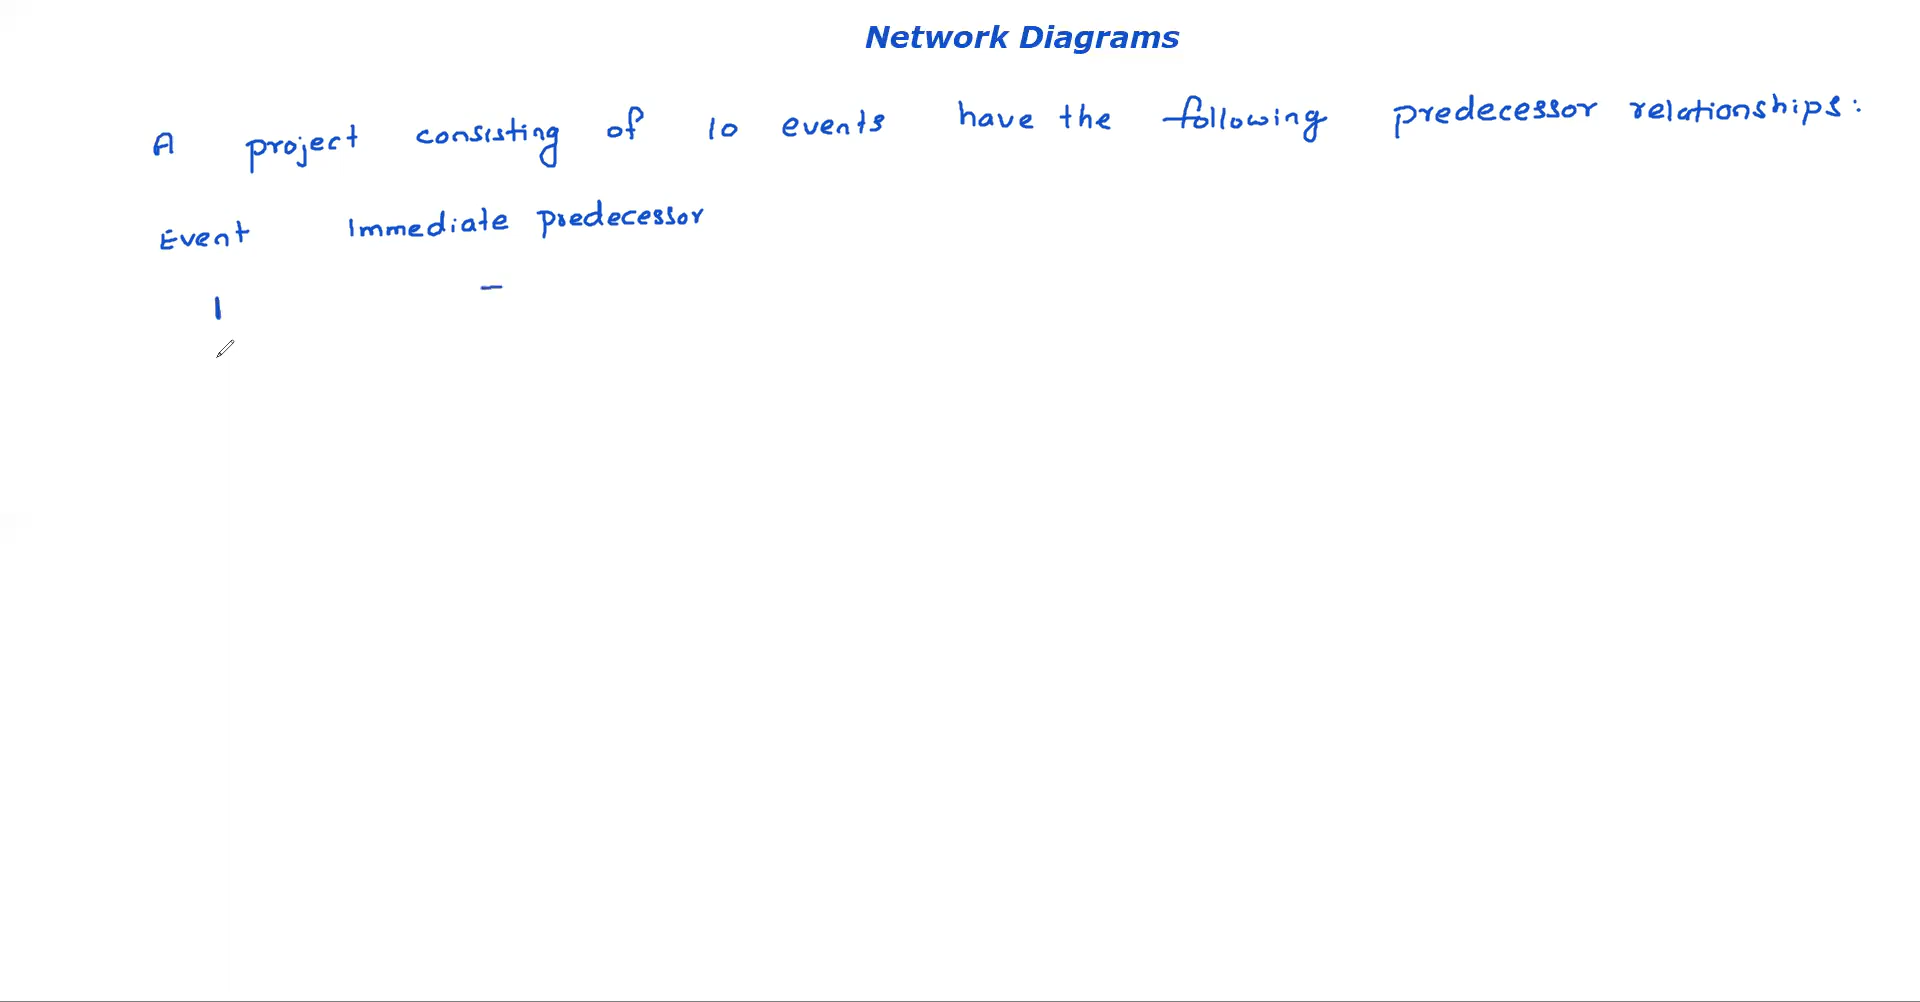 Network Diagrams
A project consisting of 10 events have the following predecessor relationships:
Event Immediate predecessor
1 -